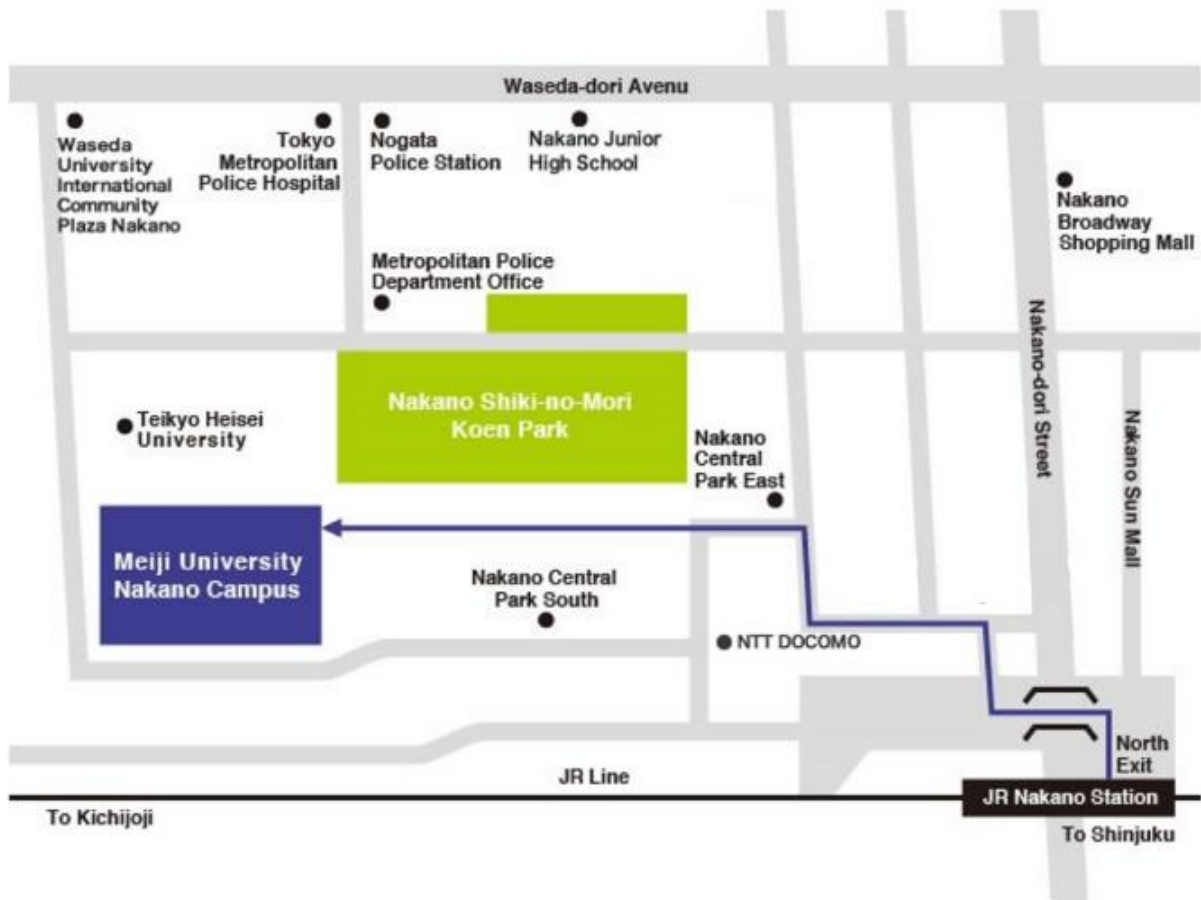 Waseda-dori Avenu
Waseda
University
International
Community
Plaza Nakano
Tokyo
Metropolitan
Police Hospital
Nogata
Police Station
Nakano Junior
High School
Nakano
Broadway
Shopping Mall
Metropolitan Police
Department Office
Nakano-dori Street
Nakano Shiki-no-Mori
Koen Park
Teikyo Heisei
University
Nakano
Central
Park East
Nakano Sun Mall
Meiji University
Nakano Campus
Nakano Central
Park South
NTT DOCOMO
North
Exit
JR Line
JR Nakano Station
To Kichijoji
To Shinjuku